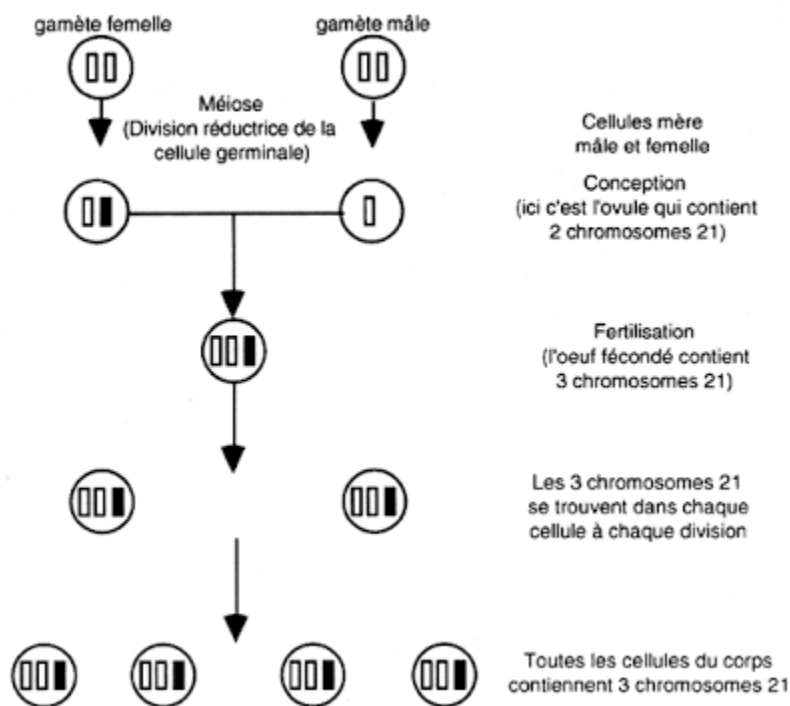 gamète femelle
gamète mâle
Méiose
(Division réductrice de la
cellule germinale)
Cellules mère
mâle et femelle
Conception
(ici c'est l'ovule qui contient
2 chromosomes 21)
Fertilisation
(l'oeuf fécondé contient
3 chromosomes 21)
Les 3 chromosomes 21
se trouvent dans chaque
cellule à chaque division
Toutes les cellules du corps
contiennent 3 chromosomes 21